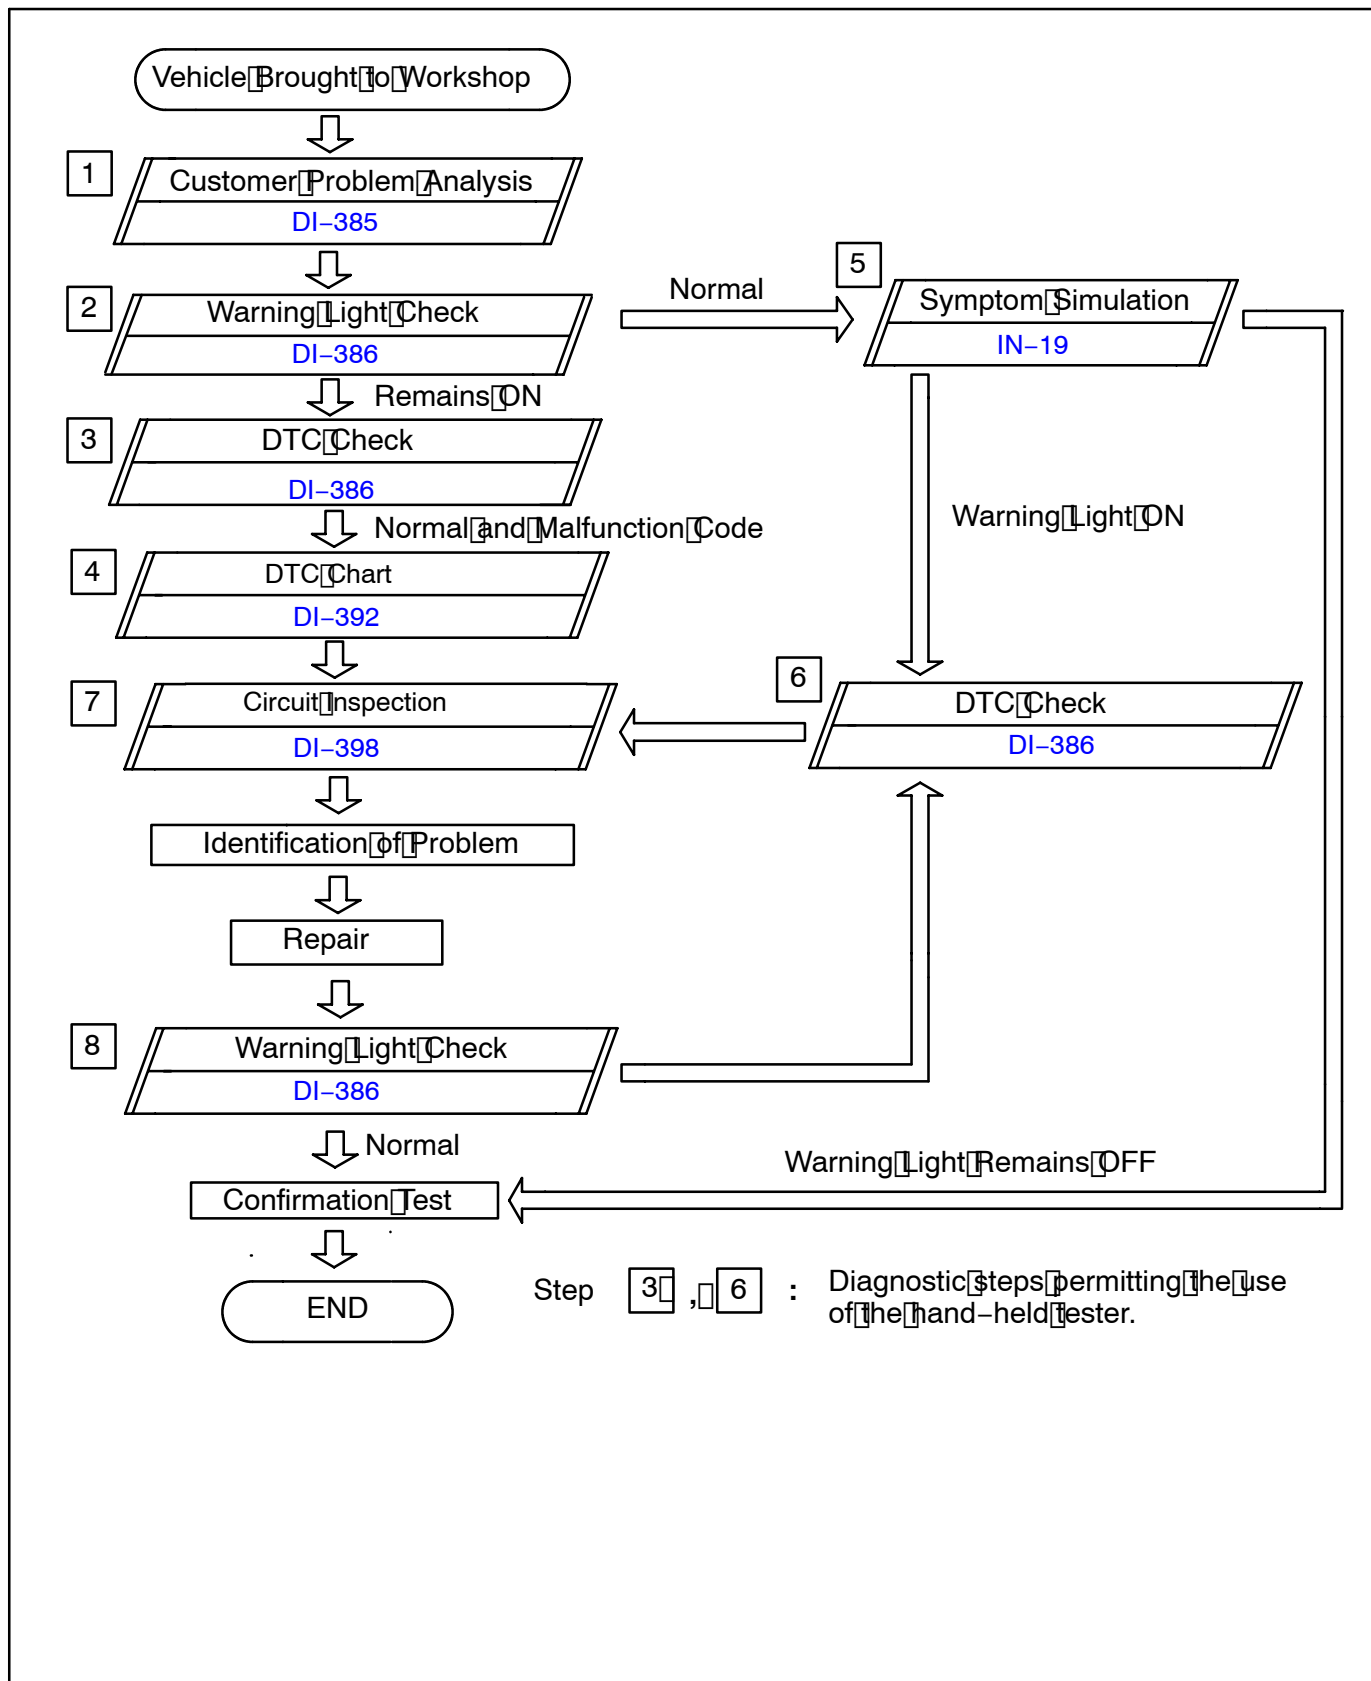 Vehicle Brought to Workshop
1
Customer Problem Analysis
DI–385
2
Warning Light Check
DI–386
Normal
5
Symptom Simulation
IN–19
Remains ON
3
DTC Check
DI–386
Warning Light ON
Normal and Malfunction Code
4
DTC Chart
DI–392
6
DTC Check
DI–386
7
Circuit Inspection
DI–398
Identification of Problem
Repair
8
Warning Light Check
DI–386
Normal
Warning Light Remains OFF
Confirmation Test
END
Step 3 , 6 : Diagnostic steps permitting the use
of the hand–held tester.